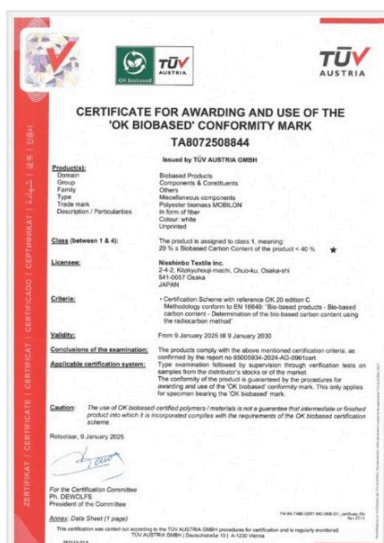 OK biobased
TÜV
AUSTRIA
TÜV
AUSTRIA
CERTIFICATE FOR AWARDING AND USE OF THE
'OK BIOBASED' CONFORMITY MARK
TA8072508844
Issued by TÜV AUSTRIA GMBH
Product(s):
Domain Biobased Products
Group Components & Constituents
Family Others
Type Miscellaneous components
Trade mark Polyester biomass MOBILON
Description / Particularities In form of fiber
Colour: white
Unprinted
Class (between 1 & 4): The product is assigned to class 1, meaning:
20 % ≤ Biobased Carbon Content of the product < 40 % ★
Licensee: Nisshinbo Textile Inc.
2-4-2, Kitakyuhouji-machi, Chuo-ku, Osaka-shi
541-0057 Osaka
JAPAN
Criteria: • Certification Scheme with reference OK 20 edition C
Methodology conform to EN 16640: 'Bio-based products - Bio-based
carbon content - Determination of the bio-based carbon content using
the radiocarbon method'
Validity: From 9 January 2025 till 9 January 2030
Conclusions of the examination: The products comply with the above mentioned certification criteria, as
confirmed by the report
Applicable certification system: Type examination followed by supervision through verification tests on
samples from the distributor's stocks or of the market.
The conformity of the product is guaranteed by the procedures for
awarding and use of the 'OK biobased' conformity mark. This only applies
for specimen bearing the 'OK biobased' mark.
Caution: The use of OK biobased-certified polymers / materials is not a guarantee that intermediate or finished
product into which it is incorporated complies with the requirements of the OK biobased certification
scheme.
Rotselaar, 9 January 2025
For the Certification Committee
Ph. DEWOLFS
President of the Committee
Annex: Data Sheet (1 page)
This certification was carried out according to the TÜV AUSTRIA GMBH procedures for certification and is regularly monitored.
TÜV AUSTRIA GMBH | Deutschstraße 10 | A-1230 Vienna
ZERTIFIKAT | CERTIFICATE | CERTIFICAT | CERTIFICADO | СЕРТИФИКАТ